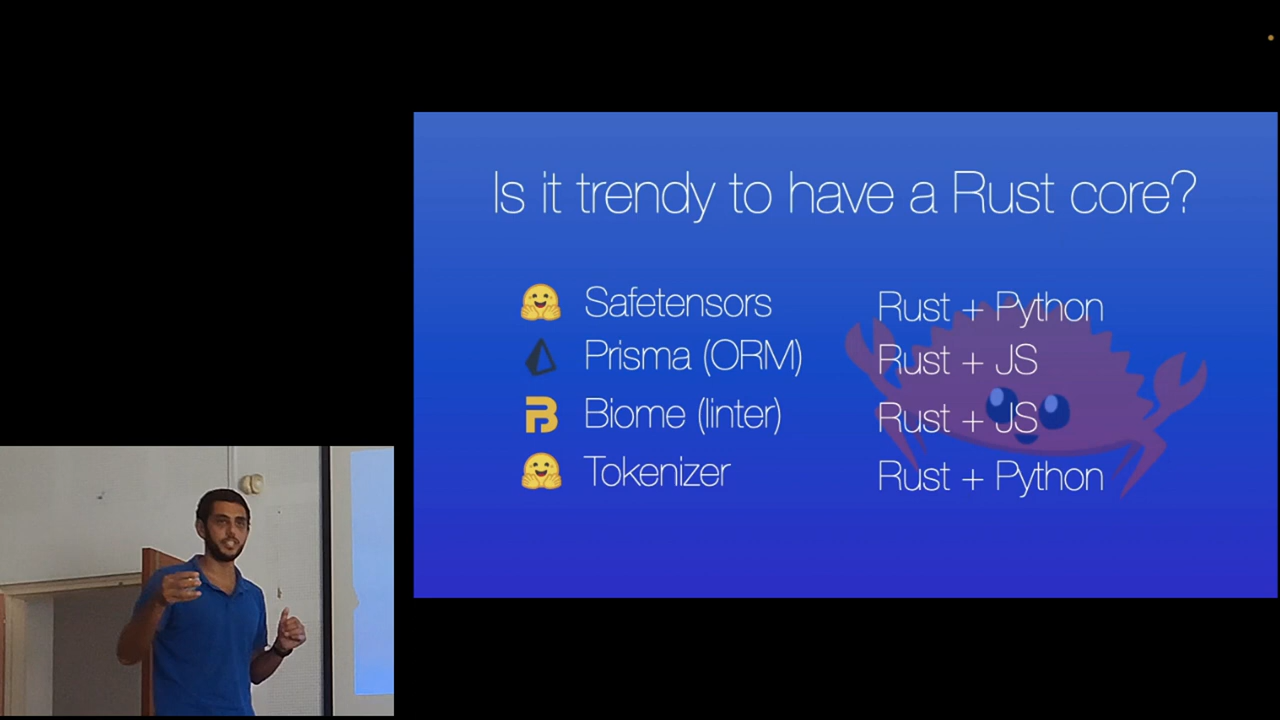 Is it trendy to have a Rust core?
Safetensors Rust + Python
Prisma (ORM) Rust + JS
Biome (linter) Rust + JS
Tokenizer Rust + Python